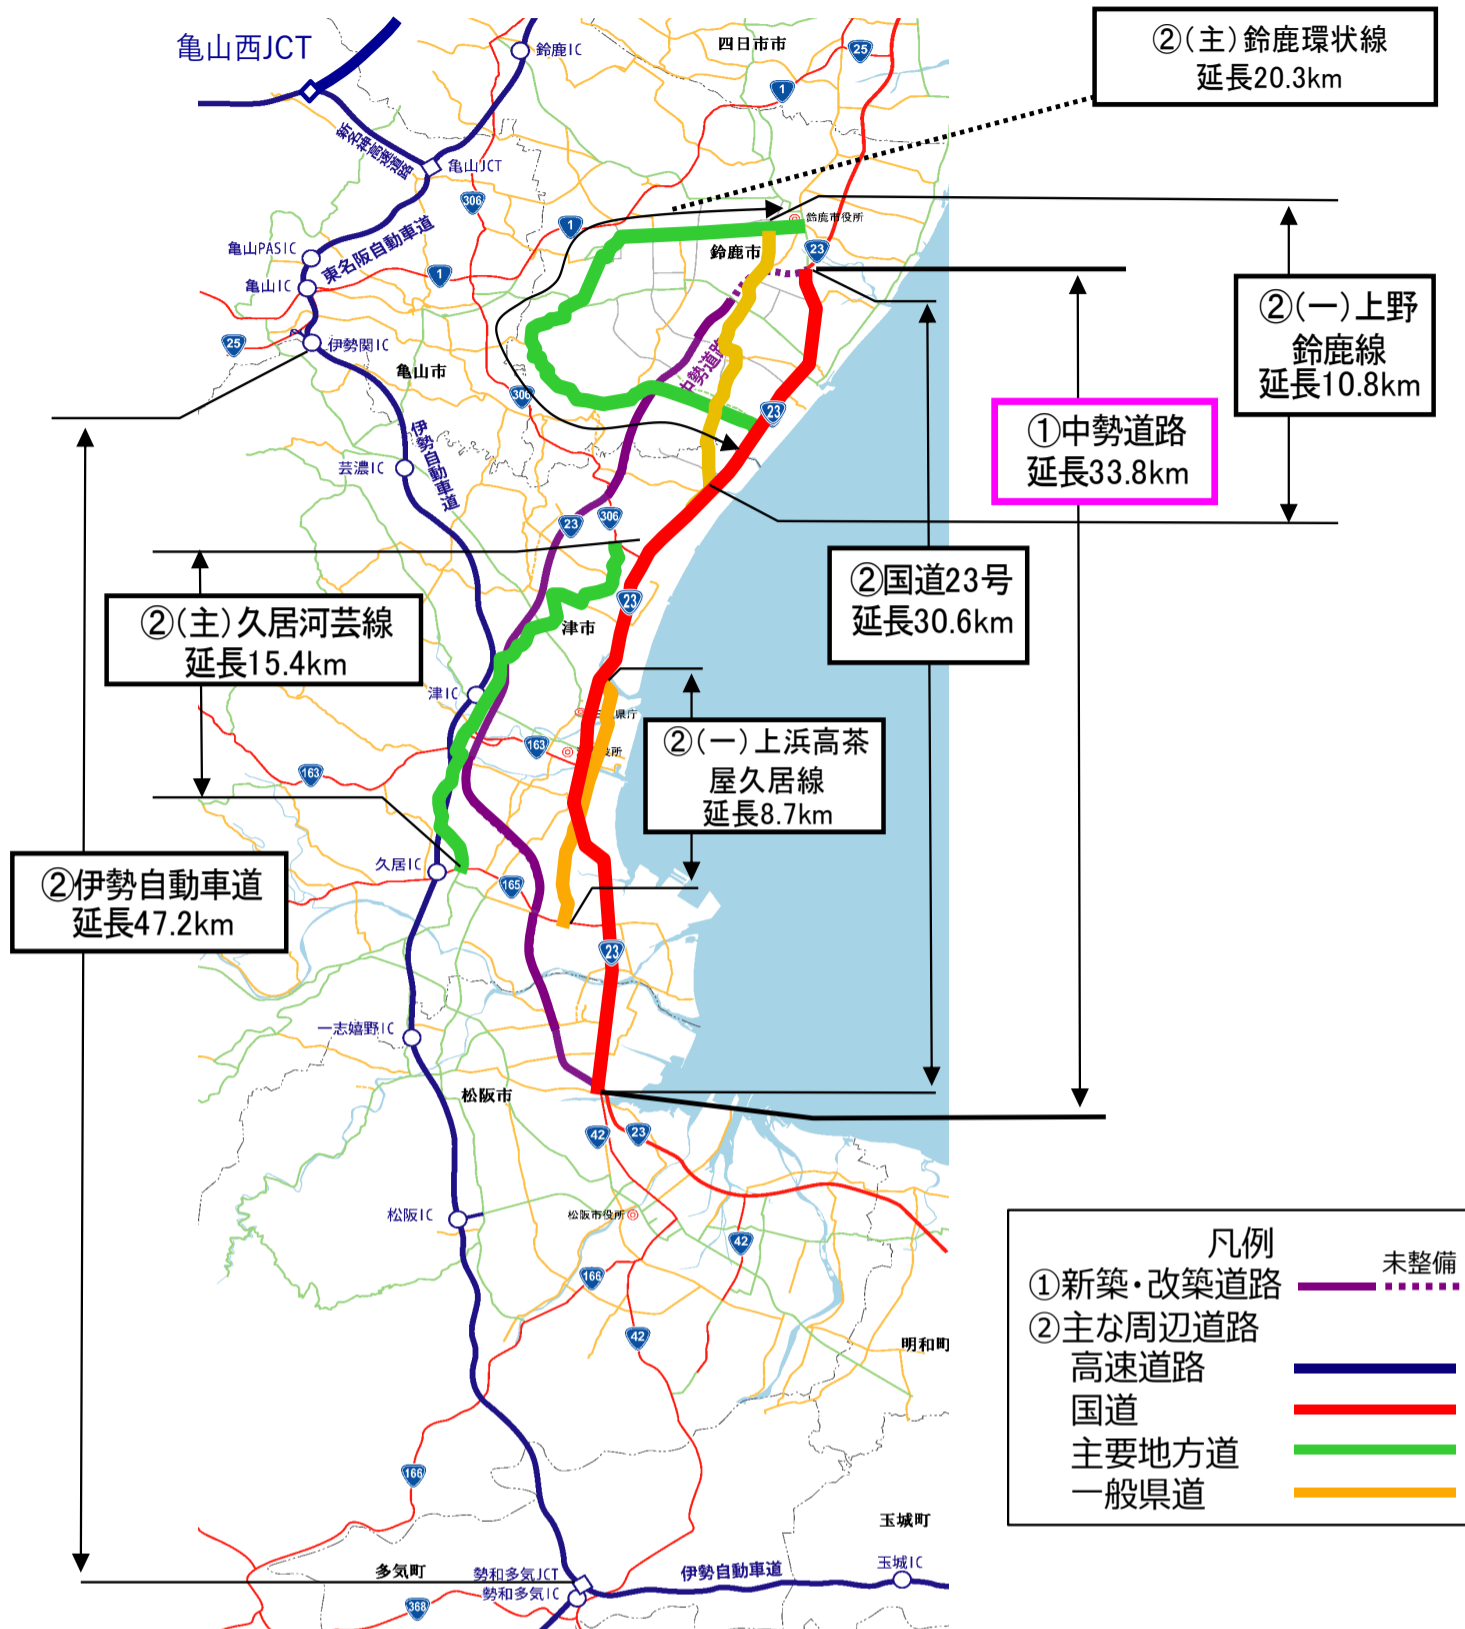 亀山西JCT
鈴鹿IC
四日市市
25
1
②(主)鈴鹿環状線
延長20.3km
新名神高速道路
亀山JCT
306
1
鈴鹿市役所
亀山PASIC
東名阪自動車道
鈴鹿市
23
亀山IC
1
②(一)上野
鈴鹿線
延長10.8km
25
伊勢関IC
亀山市
中勢道路
306
23
①中勢道路
延長33.8km
伊勢自動車道
芸濃IC
23
306
②国道23号
延長30.6km
②(主)久居河芸線
延長15.4km
23
津市
津IC
県庁
163
役所
163
②(一)上浜高茶
屋久居線
延長8.7km
久居IC
165
②伊勢自動車道
延長47.2km
23
一志嬉野IC
松阪市
42
23
松阪IC
松阪市役所
42
166
42
明和町
凡例
未整備
①新築・改築道路
②主な周辺道路
高速道路
国道
主要地方道
一般県道
166
玉城町
多気町
勢和多気JCT
勢和多気IC
伊勢自動車道
玉城IC
368